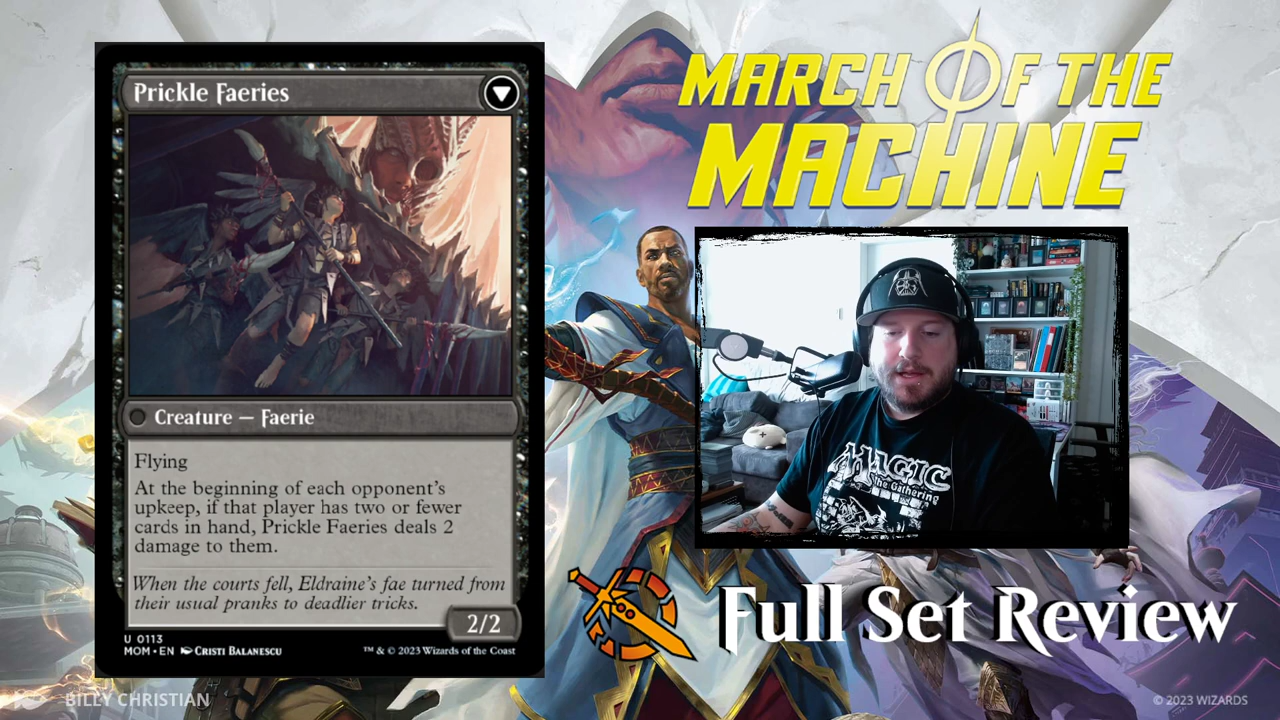 Prickle Faeries
Creature — Faerie
Flying
At the beginning of each opponent's
upkeep, if that player has two or fewer
cards in hand, Prickle Faeries deals 2
damage to them.
When the courts fell, Eldraine's fae turned from
their usual pranks to deadlier tricks.
2/2
U 0113
MOM • EN Cristi Balanescu
™ & © 2023 Wizards of the Coast
BILLY CHRISTIAN
MARCH OF THE
MACHINE
MAGIC
the Gathering
Full Set Review
© 2023 WIZARDS